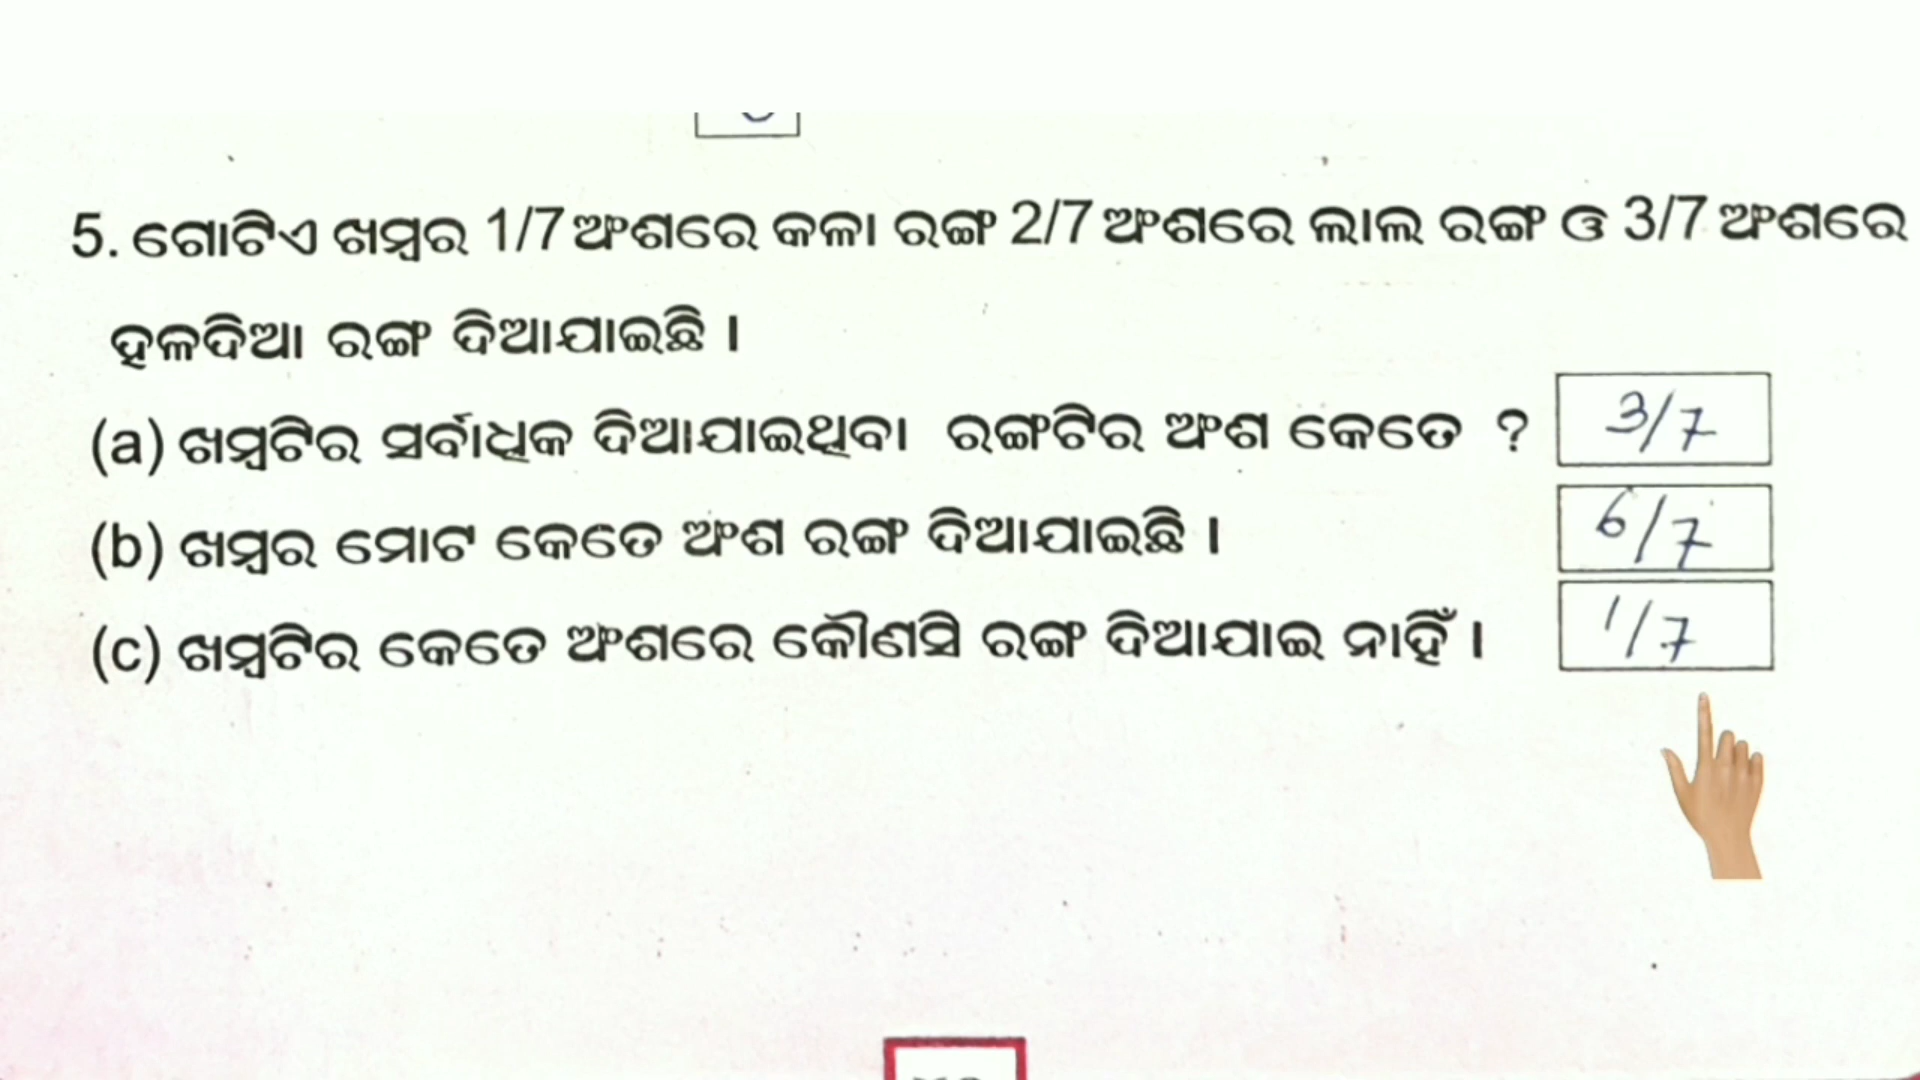 5. ଗୋଟିଏ ଖମ୍ବର 1/7 ଅଂଶରେ କଳା ରଙ୍ଗ 2/7 ଅଂଶରେ ଲାଲ ରଙ୍ଗ ଓ 3/7 ଅଂଶରେ
ହଳଦିଆ ରଙ୍ଗ ଦିଆଯାଇଛି ।
(a) ଖମ୍ବଟିର ସର୍ବାଧିକ ଦିଆଯାଇଥିବା ରଙ୍ଗଟିର ଅଂଶ କେତେ ? 3/7
(b) ଖମ୍ବର ମୋଟ କେତେ ଅଂଶ ରଙ୍ଗ ଦିଆଯାଇଛି । 6/7
(c) ଖମ୍ବଟିର କେତେ ଅଂଶରେ କୌଣସି ରଙ୍ଗ ଦିଆଯାଇ ନାହିଁ । 1/7